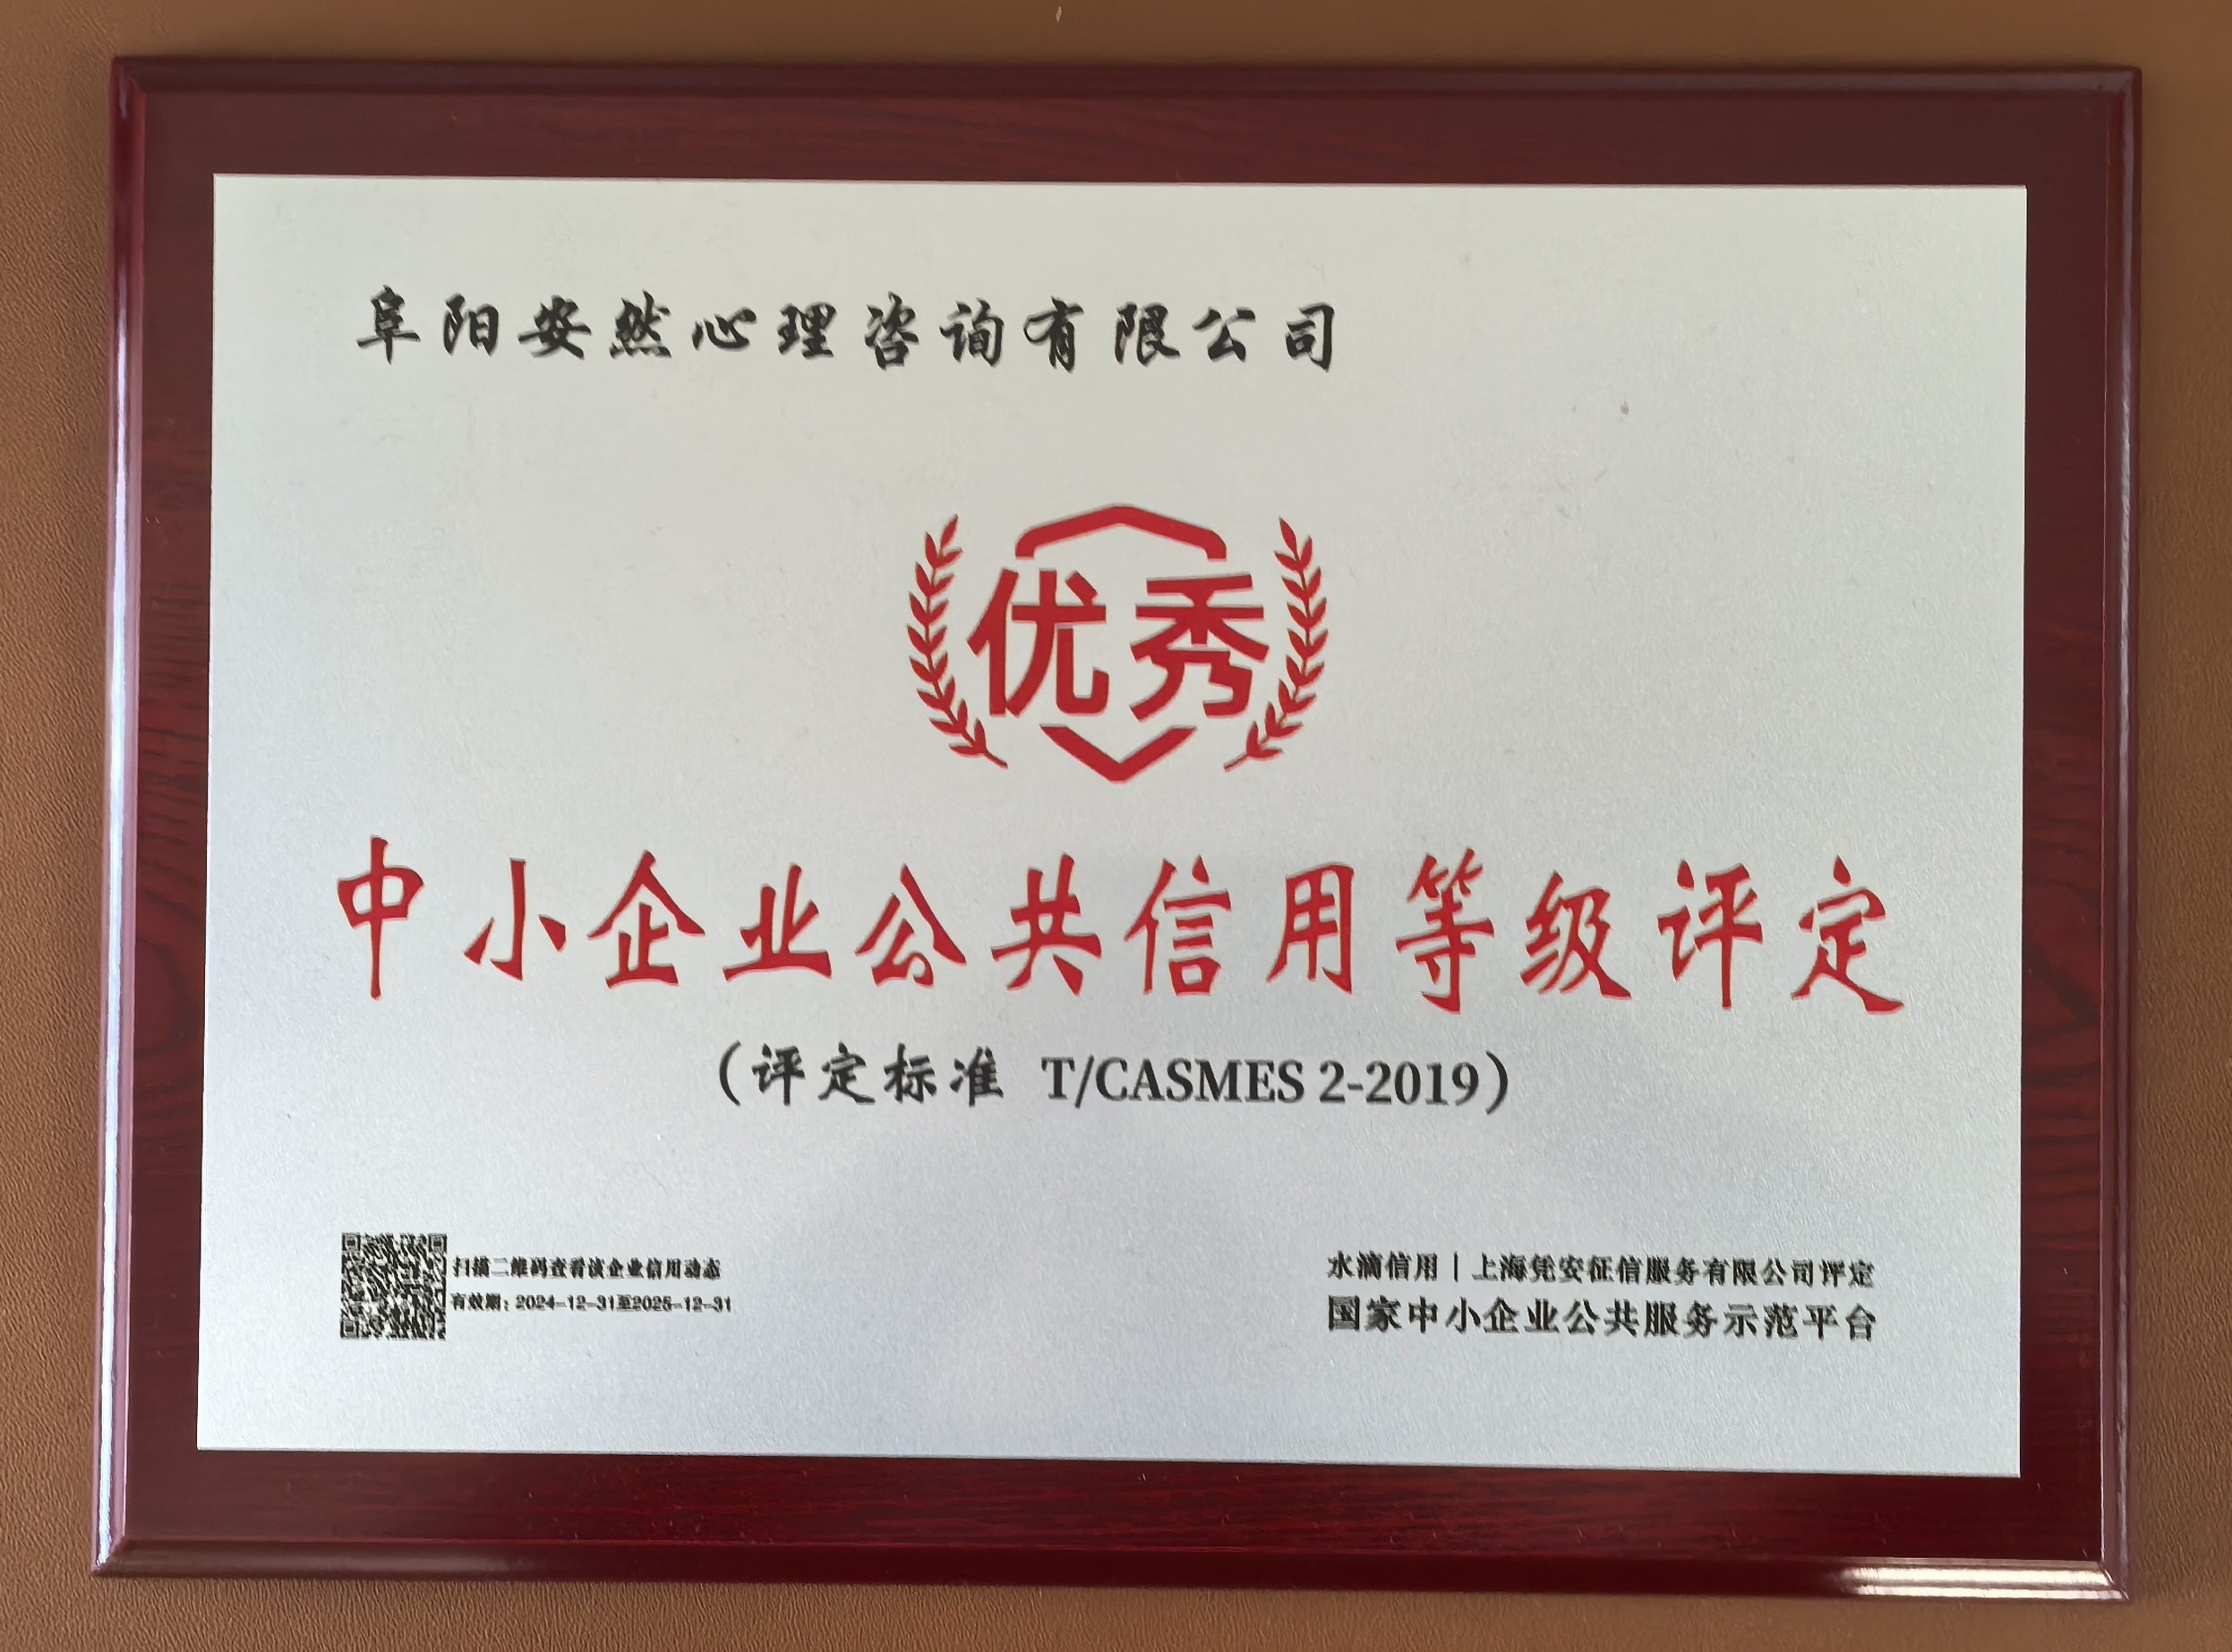 阜阳安然心理咨询有限公司
优秀
中小企业公共信用等级评定
（评定标准 T/CASMES 2-2019）
扫描二维码查看该企业信用动态
有效期：2024-12-31至2025-12-31
水滴信用丨上海凭安征信服务有限公司评定
国家中小企业公共服务示范平台